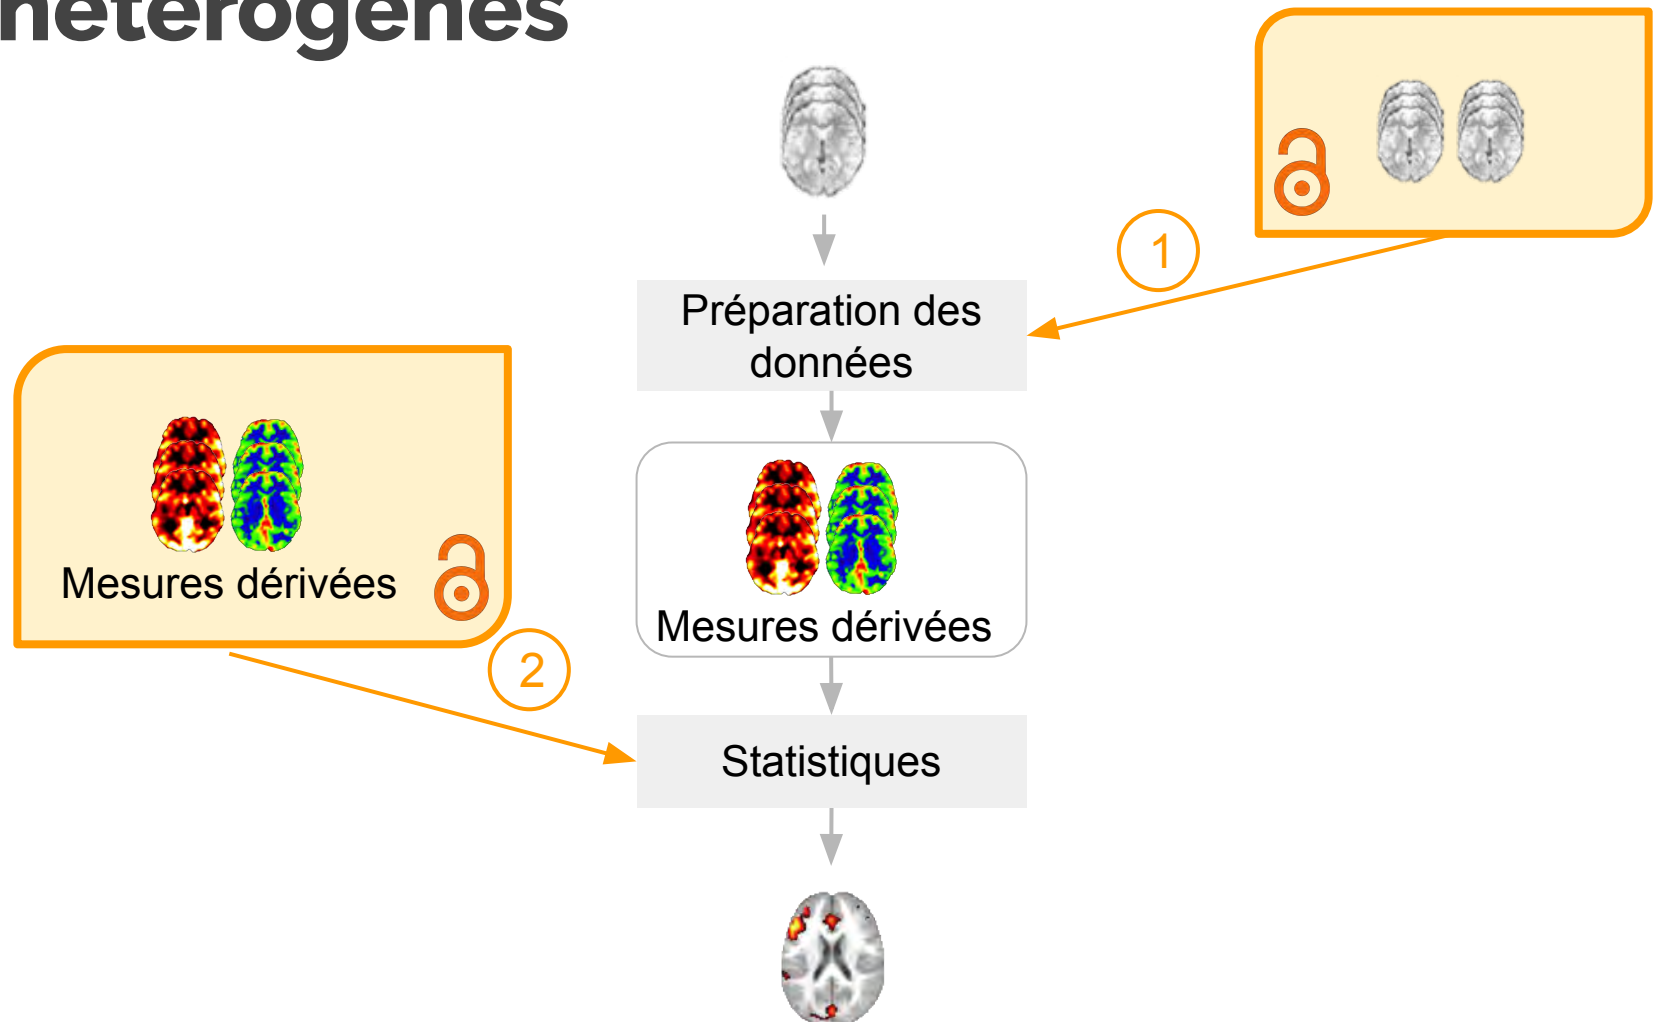 hétérogènes
1
Préparation des
données
Mesures dérivées
Mesures dérivées
2
Statistiques